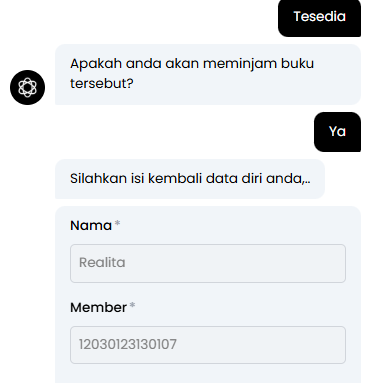 Tesedia
Apakah anda akan meminjam buku
tersebut?
Ya
Silahkan isi kembali data diri anda,..
Nama *
Realita
Member *
12030123130107